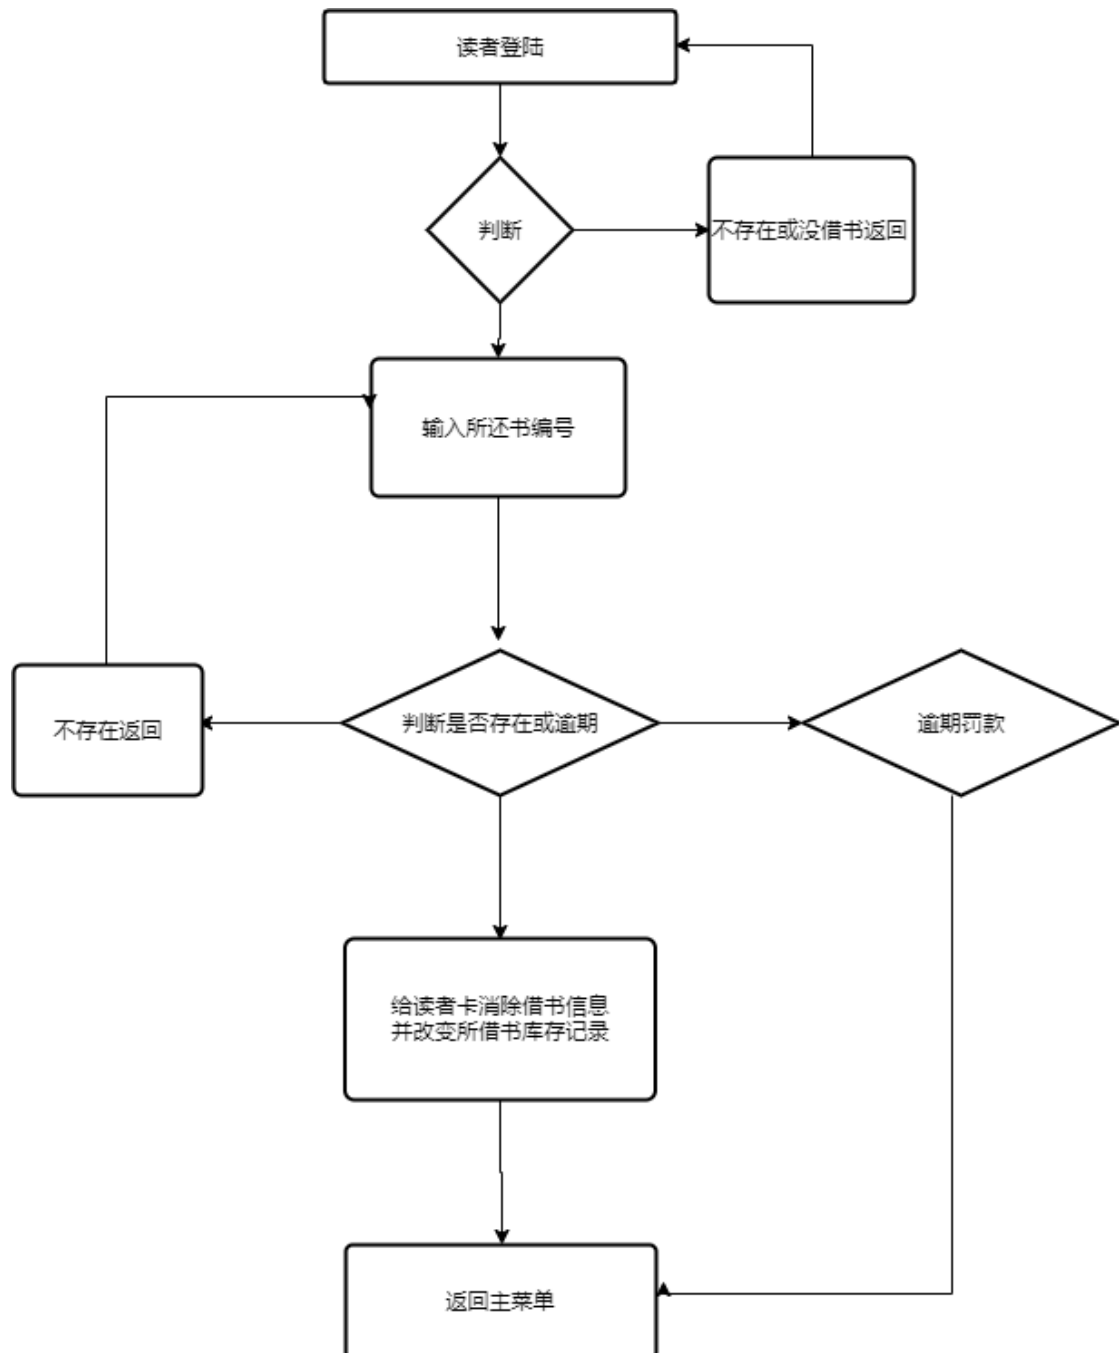 读者登陆
判断
不存在或没借书返回
输入所还书编号
不存在返回
判断是否存在或逾期
逾期罚款
给读者卡消除借书信息
并改变所借书库存记录
返回主菜单